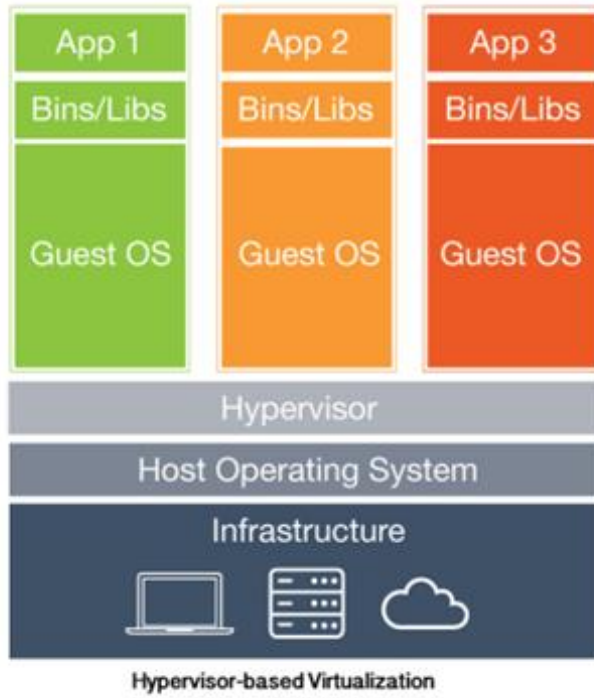 App 1
App 2
App 3
Bins/Libs
Bins/Libs
Bins/Libs
Guest OS
Guest OS
Guest OS
Hypervisor
Host Operating System
Infrastructure
Hypervisor-based Virtualization